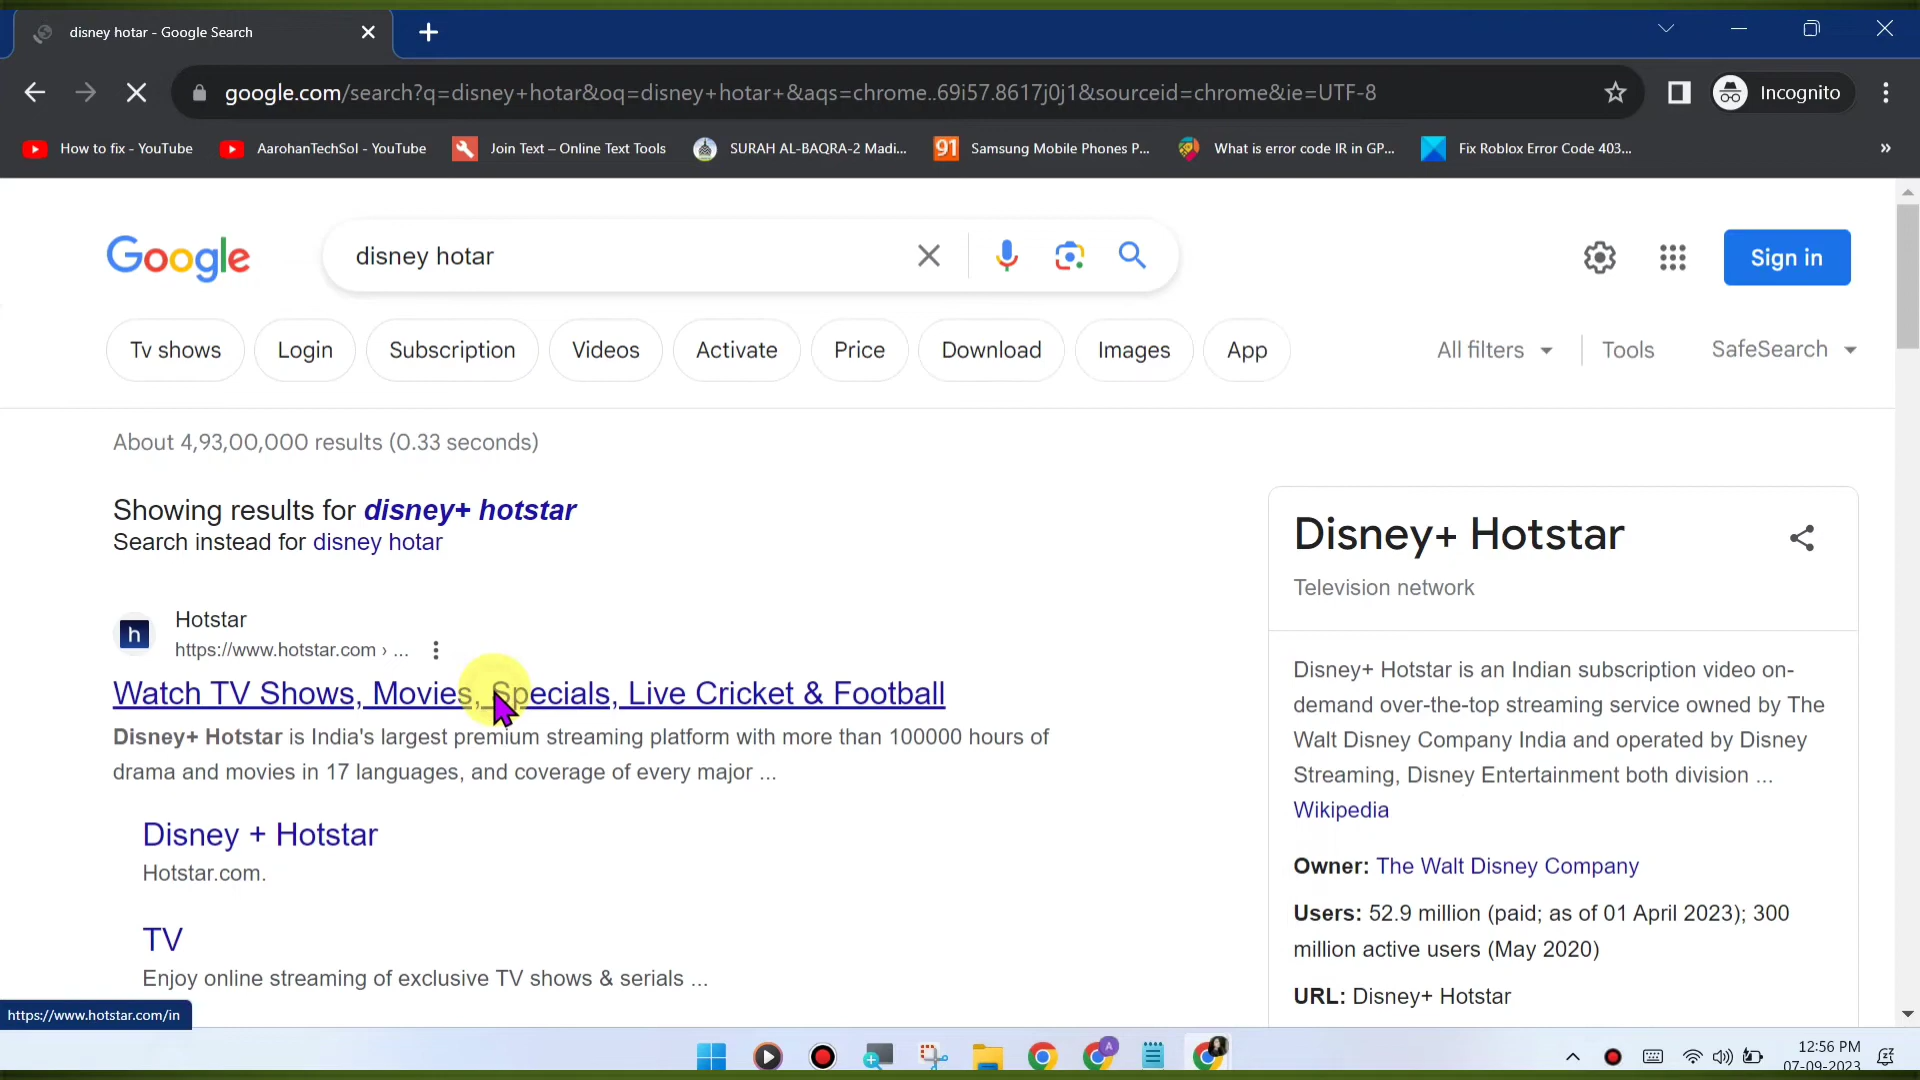 disney hotar - Google Search
google.com/search?q=disney+hotar&oq=disney+hotar+&aqs=chrome..69i57.8617j0j1&sourceid=chrome&ie=UTF-8
Incognito
How to fix - YouTube
AarohanTechSol - YouTube
Join Text – Online Text Tools
SURAH AL-BAQRA-2 Madi...
91
Samsung Mobile Phones P...
What is error code IR in GP...
Fix Roblox Error Code 403...
»
Google
disney hotar
Sign in
Tv shows
Login
Subscription
Videos
Activate
Price
Download
Images
App
All filters
Tools
SafeSearch
About 4,93,00,000 results (0.33 seconds)
Showing results for disney+ hotstar
Search instead for disney hotar
h
Hotstar
https://www.hotstar.com › ...
Watch TV Shows, Movies, Specials, Live Cricket & Football
Disney+ Hotstar is India's largest premium streaming platform with more than 100000 hours of
drama and movies in 17 languages, and coverage of every major ...
Disney + Hotstar
Hotstar.com.
TV
Enjoy online streaming of exclusive TV shows & serials ...
Disney+ Hotstar
Television network
Disney+ Hotstar is an Indian subscription video on-
demand over-the-top streaming service owned by The
Walt Disney Company India and operated by Disney
Streaming, Disney Entertainment both division ...
Wikipedia
Owner: The Walt Disney Company
Users: 52.9 million (paid; as of 01 April 2023); 300
million active users (May 2020)
URL: Disney+ Hotstar
https://www.hotstar.com/in
A
12:56 PM
07-09-2023